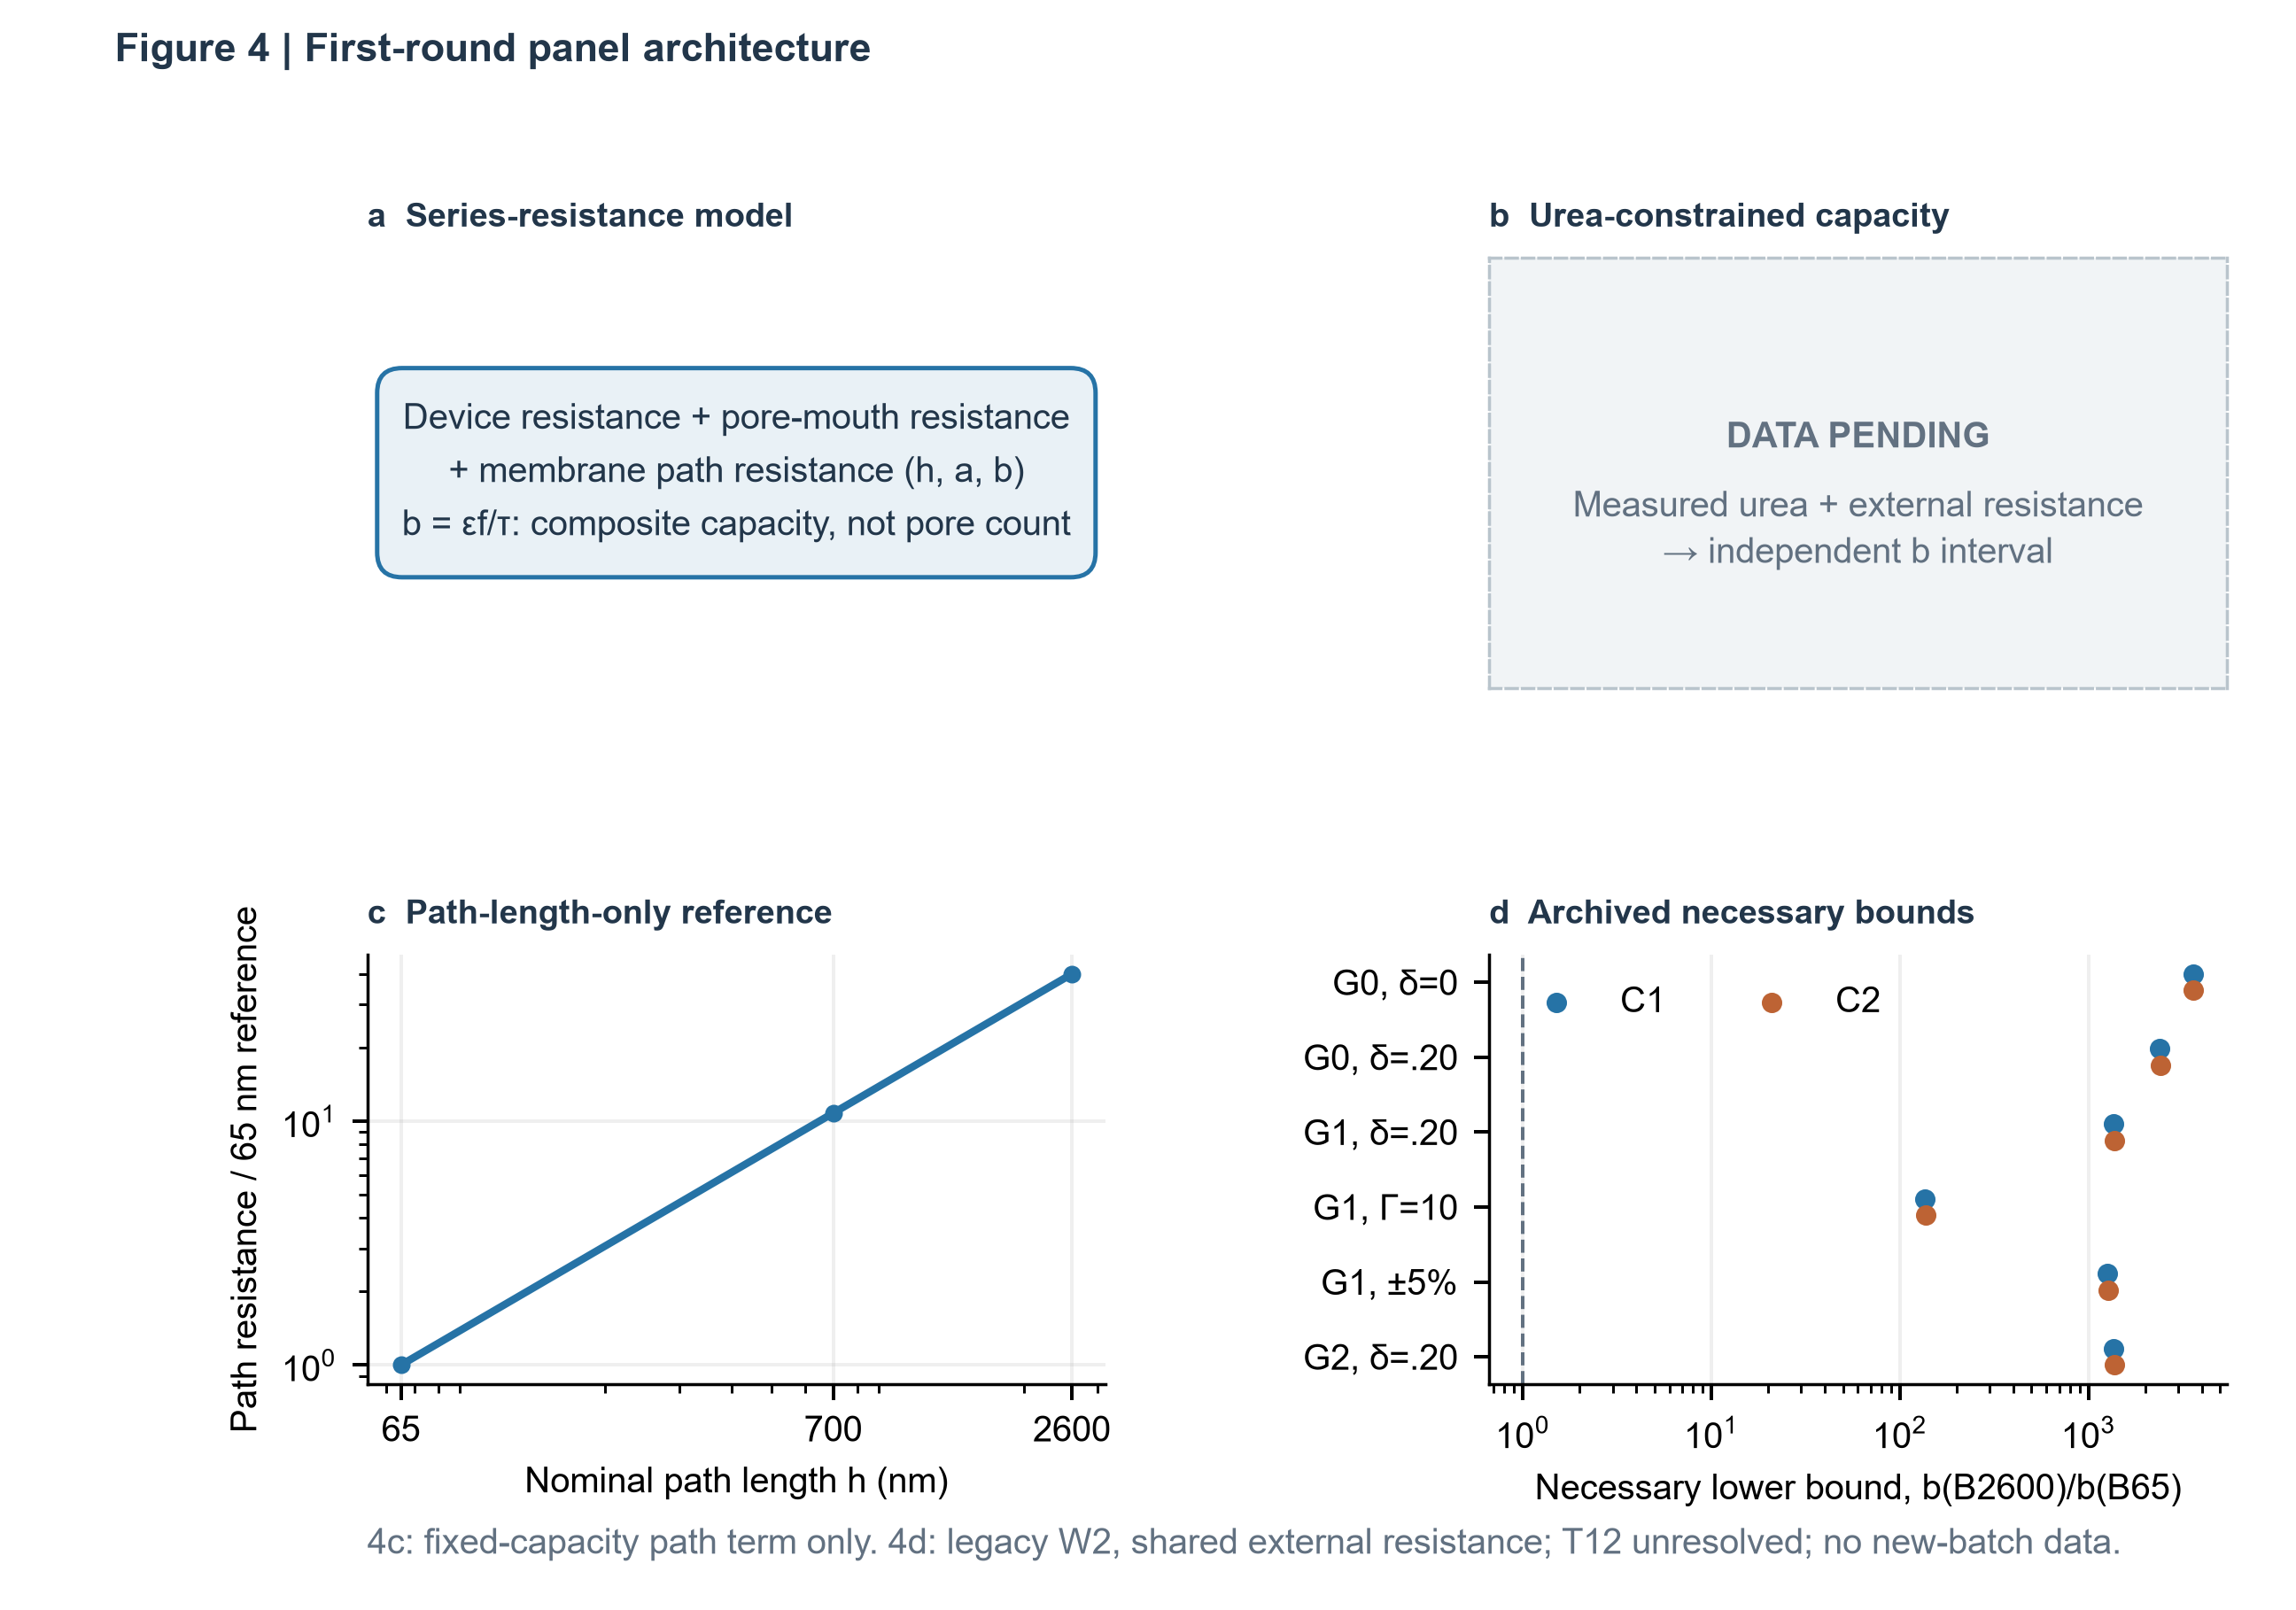 Figure 4 | First-round panel architecture
a Series-resistance model
Device resistance + pore-mouth resistance
+ membrane path resistance (h, a, b)
b = εf/τ: composite capacity, not pore count
b Urea-constrained capacity
DATA PENDING
Measured urea + external resistance
→ independent b interval
c Path-length-only reference
Path resistance / 65 nm reference
10¹
10⁰
65 700 2600
Nominal path length h (nm)
d Archived necessary bounds
C1 C2
G0, δ=0
G0, δ=.20
G1, δ=.20
G1, Γ=10
G1, ±5%
G2, δ=.20
10⁰ 10¹ 10² 10³
Necessary lower bound, b(B2600)/b(B65)
4c: fixed-capacity path term only. 4d: legacy W2, shared external resistance; T12 unresolved; no new-batch data.